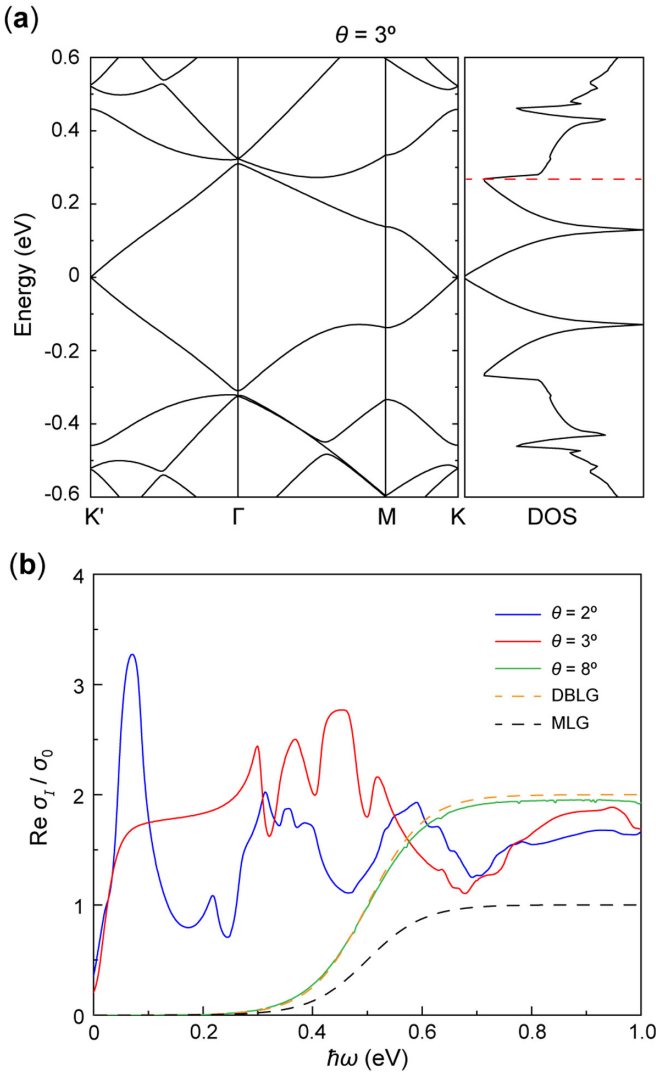 (a)
θ = 3º
0.6
0.4
0.2
0
-0.2
-0.4
-0.6
Energy (eV)
K'
Γ
M
K
DOS
(b)
4
3
2
1
0
Re σI / σ0
θ = 2º
θ = 3º
θ = 8º
DBLG
MLG
0
0.2
0.4
0.6
0.8
1.0
ħω (eV)